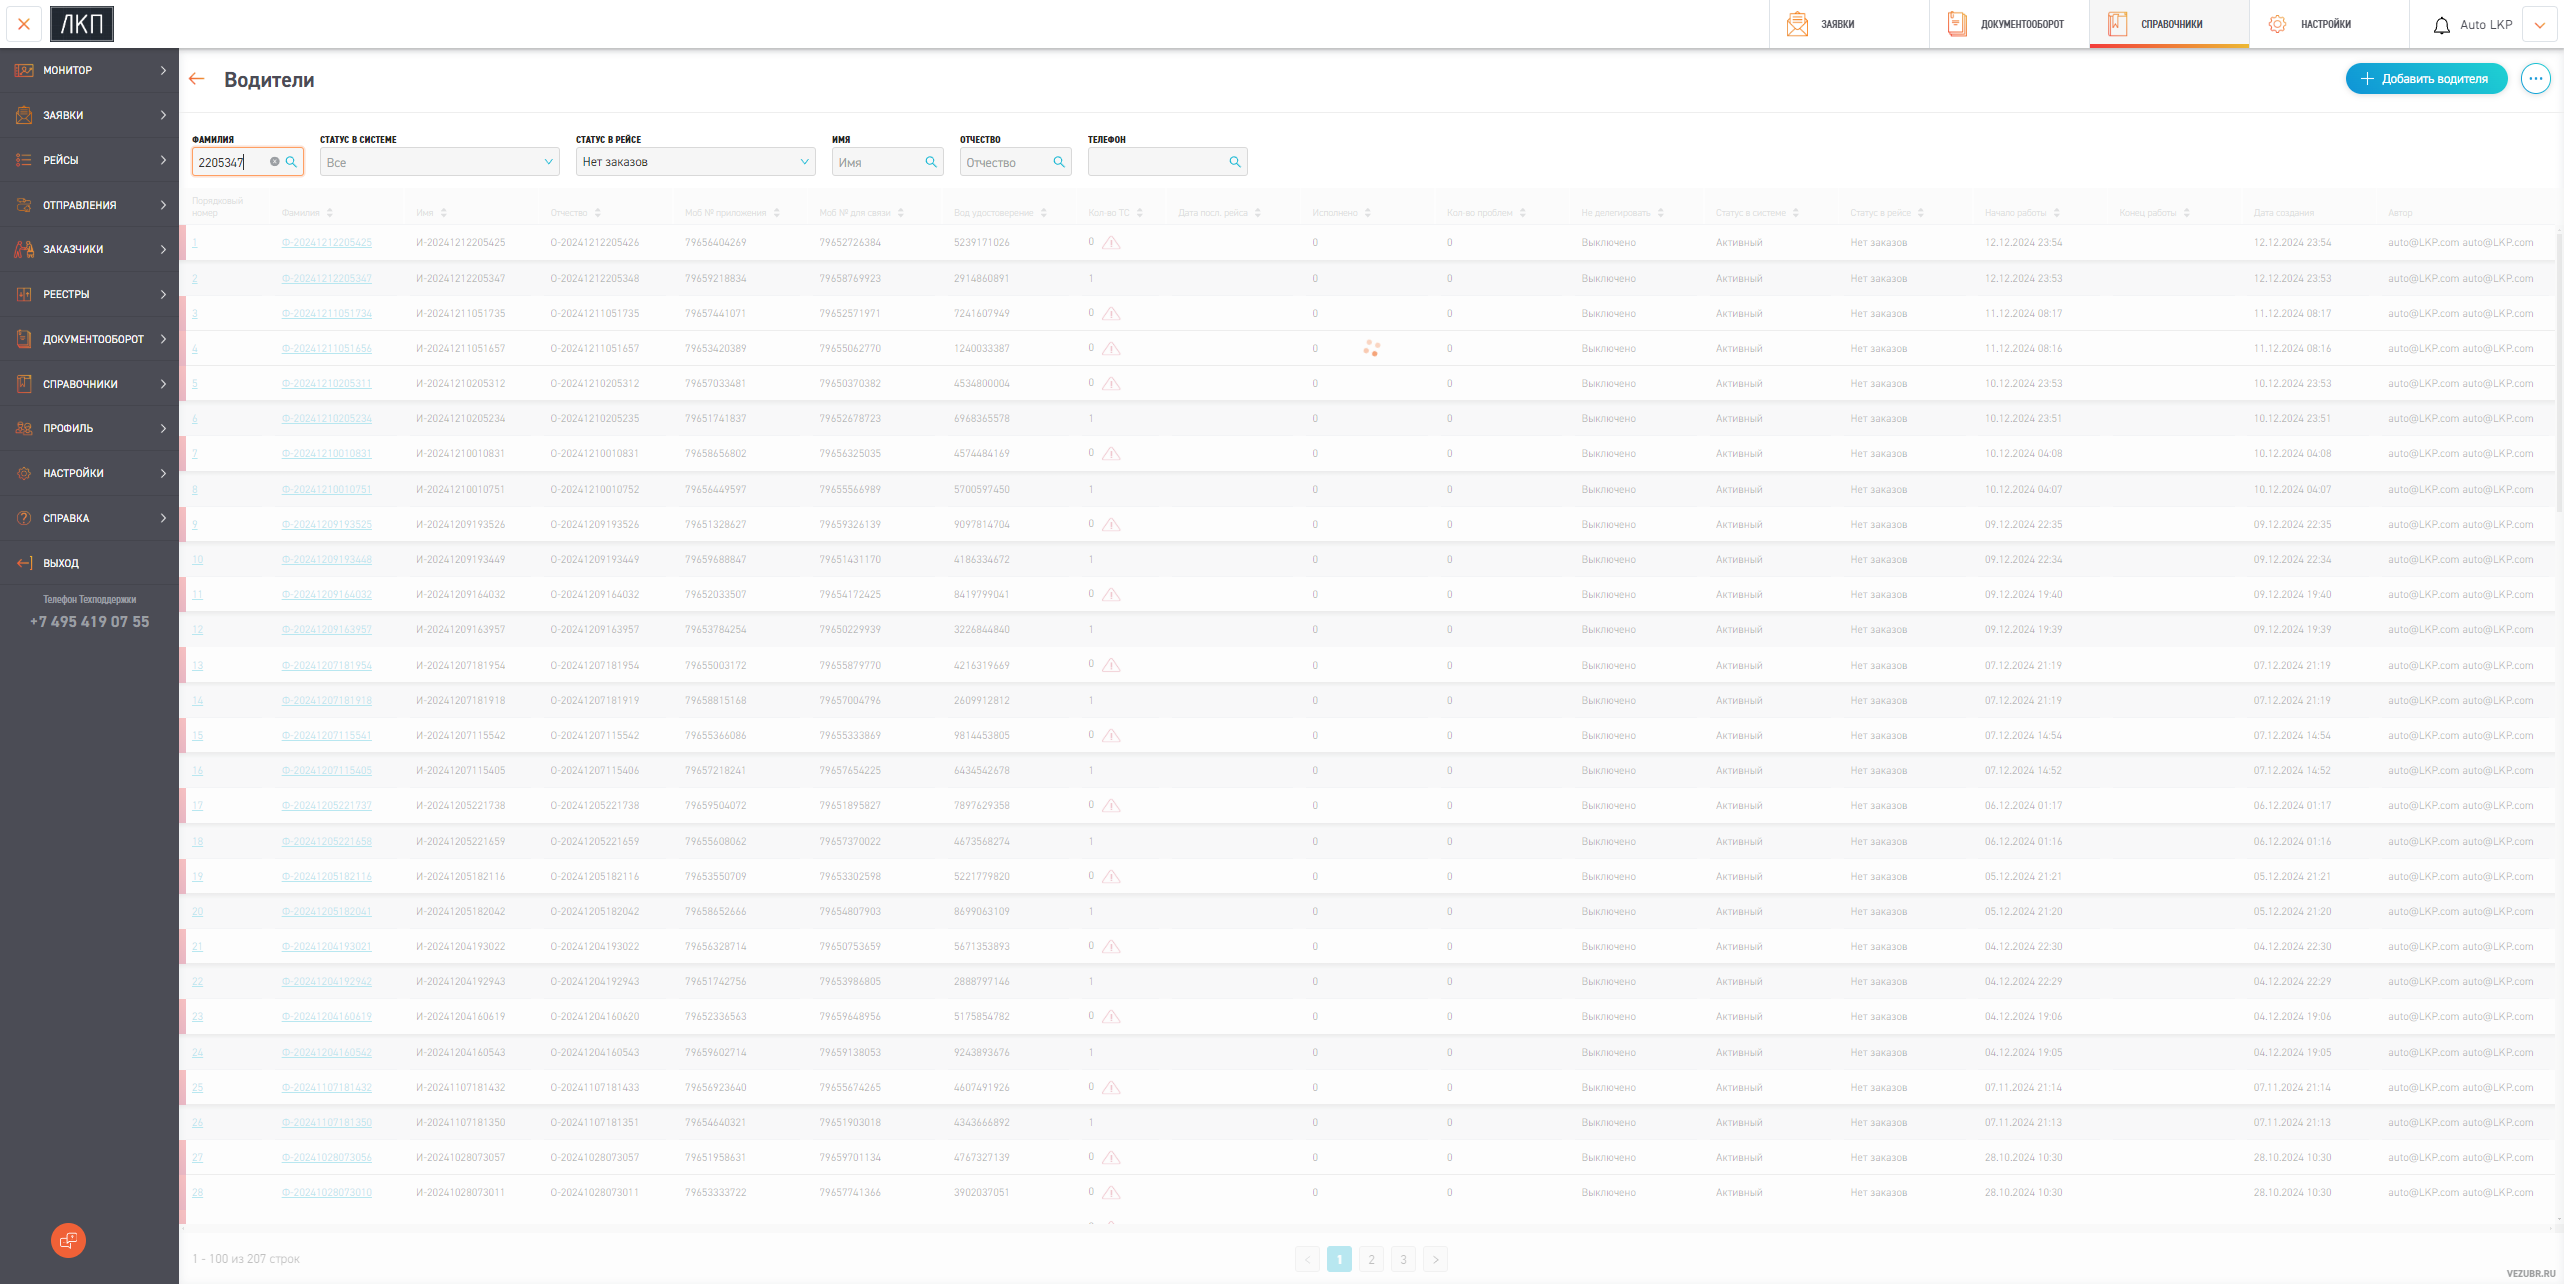 ЛКП ЗАЯВКИ ДОКУМЕНТООБОРОТ СПРАВОЧНИКИ НАСТРОЙКИ Auto LKP
МОНИТОР
ЗАЯВКИ
РЕЙСЫ
ОТПРАВЛЕНИЯ
ЗАКАЗЧИКИ
РЕЕСТРЫ
ДОКУМЕНТООБОРОТ
СПРАВОЧНИКИ
ПРОФИЛЬ
НАСТРОЙКИ
СПРАВКА
ВЫХОД
Телефон Техподдержки
+7 495 419 07 55
Водители
Добавить водителя
ФАМИЛИЯ СТАТУС В СИСТЕМЕ СТАТУС В РЕЙСЕ ИМЯ ОТЧЕСТВО ТЕЛЕФОН
2205347 Все Нет заказов Имя Отчество
Порядковый номер Фамилия Имя Отчество Моб № приложения Моб № для связи Вод удостоверение Кол-во ТС Дата посл. рейса Исполнено Кол-во проблем Не делегировать Статус в системе Статус в рейсе Начало работы Конец работы Дата создания Автор
1 Ф-20241212205425 И-20241212205425 О-20241212205426 79656404269 79652726384 5239171026 0 0 0 Выключено Активный Нет заказов 12.12.2024 23:54 12.12.2024 23:54 auto@LKP.com auto@LKP.com
2 Ф-20241212205347 И-20241212205347 О-20241212205348 79659218834 79658769923 2914860891 1 0 0 Выключено Активный Нет заказов 12.12.2024 23:53 12.12.2024 23:53 auto@LKP.com auto@LKP.com
3 Ф-20241211051734 И-20241211051735 О-20241211051735 79657441071 79652571971 7241607949 0 0 0 Выключено Активный Нет заказов 11.12.2024 08:17 11.12.2024 08:17 auto@LKP.com auto@LKP.com
4 Ф-20241211051656 И-20241211051657 О-20241211051657 79653420389 79655062770 1240033387 0 0 0 Выключено Активный Нет заказов 11.12.2024 08:16 11.12.2024 08:16 auto@LKP.com auto@LKP.com
5 Ф-20241210205311 И-20241210205312 О-20241210205312 79657033481 79650370382 4534800004 0 0 0 Выключено Активный Нет заказов 10.12.2024 23:53 10.12.2024 23:53 auto@LKP.com auto@LKP.com
6 Ф-20241210205234 И-20241210205234 О-20241210205235 79651741837 79652678723 6968365578 1 0 0 Выключено Активный Нет заказов 10.12.2024 23:51 10.12.2024 23:51 auto@LKP.com auto@LKP.com
7 Ф-20241210010831 И-20241210010831 О-20241210010831 79658656802 79656325035 4574484169 0 0 0 Выключено Активный Нет заказов 10.12.2024 04:08 10.12.2024 04:08 auto@LKP.com auto@LKP.com
8 Ф-20241210010751 И-20241210010751 О-20241210010752 79656449597 79655566989 5700597450 1 0 0 Выключено Активный Нет заказов 10.12.2024 04:07 10.12.2024 04:07 auto@LKP.com auto@LKP.com
9 Ф-20241209193525 И-20241209193526 О-20241209193526 79651328627 79659326139 9097814704 0 0 0 Выключено Активный Нет заказов 09.12.2024 22:35 09.12.2024 22:35 auto@LKP.com auto@LKP.com
10 Ф-20241209193448 И-20241209193449 О-20241209193449 79659688847 79651431170 4186334672 1 0 0 Выключено Активный Нет заказов 09.12.2024 22:34 09.12.2024 22:34 auto@LKP.com auto@LKP.com
11 Ф-20241209164032 И-20241209164032 О-20241209164032 79652033507 79654172425 8419799041 0 0 0 Выключено Активный Нет заказов 09.12.2024 19:40 09.12.2024 19:40 auto@LKP.com auto@LKP.com
12 Ф-20241209163957 И-20241209163957 О-20241209163957 79653784254 79650229939 3226844840 1 0 0 Выключено Активный Нет заказов 09.12.2024 19:39 09.12.2024 19:39 auto@LKP.com auto@LKP.com
13 Ф-20241207181954 И-20241207181954 О-20241207181954 79655003172 79655879770 4216319669 0 0 0 Выключено Активный Нет заказов 07.12.2024 21:19 07.12.2024 21:19 auto@LKP.com auto@LKP.com
14 Ф-20241207181918 И-20241207181918 О-20241207181919 79658815168 79657004796 2609912812 1 0 0 Выключено Активный Нет заказов 07.12.2024 21:19 07.12.2024 21:19 auto@LKP.com auto@LKP.com
15 Ф-20241207115541 И-20241207115542 О-20241207115542 79655366086 79655333869 9814453805 0 0 0 Выключено Активный Нет заказов 07.12.2024 14:54 07.12.2024 14:54 auto@LKP.com auto@LKP.com
16 Ф-20241207115405 И-20241207115405 О-20241207115406 79657218241 79657654225 6434542678 1 0 0 Выключено Активный Нет заказов 07.12.2024 14:52 07.12.2024 14:52 auto@LKP.com auto@LKP.com
17 Ф-20241205221737 И-20241205221738 О-20241205221738 79659504072 79651895827 7897629358 0 0 0 Выключено Активный Нет заказов 06.12.2024 01:17 06.12.2024 01:17 auto@LKP.com auto@LKP.com
18 Ф-20241205221658 И-20241205221659 О-20241205221659 79655608062 79657370022 4673568274 1 0 0 Выключено Активный Нет заказов 06.12.2024 01:16 06.12.2024 01:16 auto@LKP.com auto@LKP.com
19 Ф-20241205182116 И-20241205182116 О-20241205182116 79653550709 79653302598 5221779820 0 0 0 Выключено Активный Нет заказов 05.12.2024 21:21 05.12.2024 21:21 auto@LKP.com auto@LKP.com
20 Ф-20241205182041 И-20241205182042 О-20241205182042 79658652666 79654807903 8699063109 1 0 0 Выключено Активный Нет заказов 05.12.2024 21:20 05.12.2024 21:20 auto@LKP.com auto@LKP.com
21 Ф-20241204193021 И-20241204193022 О-20241204193022 79656328714 79650753659 5671353893 0 0 0 Выключено Активный Нет заказов 04.12.2024 22:30 04.12.2024 22:30 auto@LKP.com auto@LKP.com
22 Ф-20241204192942 И-20241204192943 О-20241204192943 79651742756 79653986805 2888797146 1 0 0 Выключено Активный Нет заказов 04.12.2024 22:29 04.12.2024 22:29 auto@LKP.com auto@LKP.com
23 Ф-20241204160619 И-20241204160619 О-20241204160620 79652336563 79659648956 5175854782 0 0 0 Выключено Активный Нет заказов 04.12.2024 19:06 04.12.2024 19:06 auto@LKP.com auto@LKP.com
24 Ф-20241204160542 И-20241204160543 О-20241204160543 79659602714 79659138053 9243893676 1 0 0 Выключено Активный Нет заказов 04.12.2024 19:05 04.12.2024 19:05 auto@LKP.com auto@LKP.com
25 Ф-20241107181432 И-20241107181432 О-20241107181433 79656923640 79655674265 4607491926 0 0 0 Выключено Активный Нет заказов 07.11.2024 21:14 07.11.2024 21:14 auto@LKP.com auto@LKP.com
26 Ф-20241107181350 И-20241107181350 О-20241107181351 79654640321 79651903018 4343666892 1 0 0 Выключено Активный Нет заказов 07.11.2024 21:13 07.11.2024 21:13 auto@LKP.com auto@LKP.com
27 Ф-20241028073056 И-20241028073057 О-20241028073057 79651958631 79659701134 4767327139 0 0 0 Выключено Активный Нет заказов 28.10.2024 10:30 28.10.2024 10:30 auto@LKP.com auto@LKP.com
28 Ф-20241028073010 И-20241028073011 О-20241028073011 79653333722 79657741366 3902037051 0 0 0 Выключено Активный Нет заказов 28.10.2024 10:30 28.10.2024 10:30 auto@LKP.com auto@LKP.com
1 - 100 из 207 строк 1 2 3
VEZUBR.RU